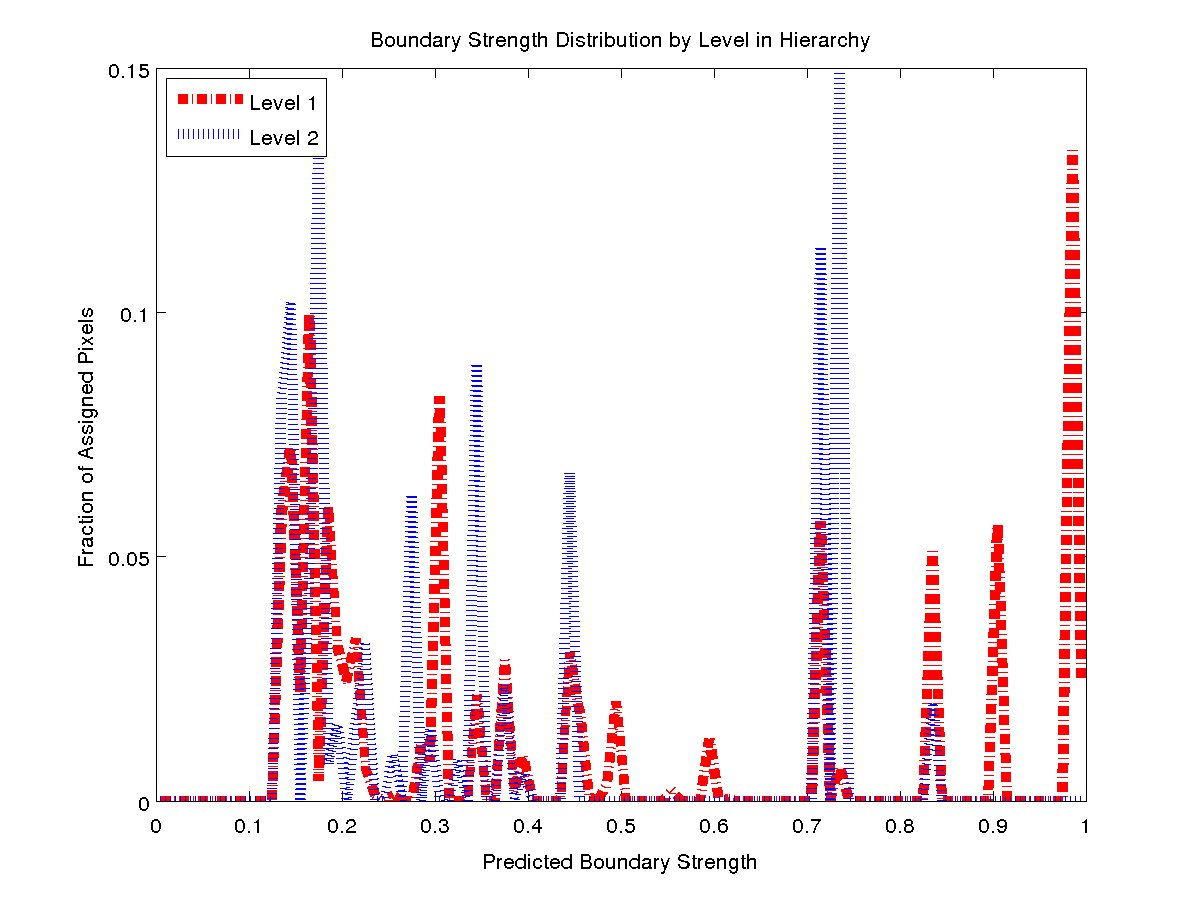 Boundary Strength Distribution by Level in Hierarchy
Level 1
Level 2
Fraction of Assigned Pixels
0.15
0.1
0.05
0
0 0.1 0.2 0.3 0.4 0.5 0.6 0.7 0.8 0.9 1
Predicted Boundary Strength